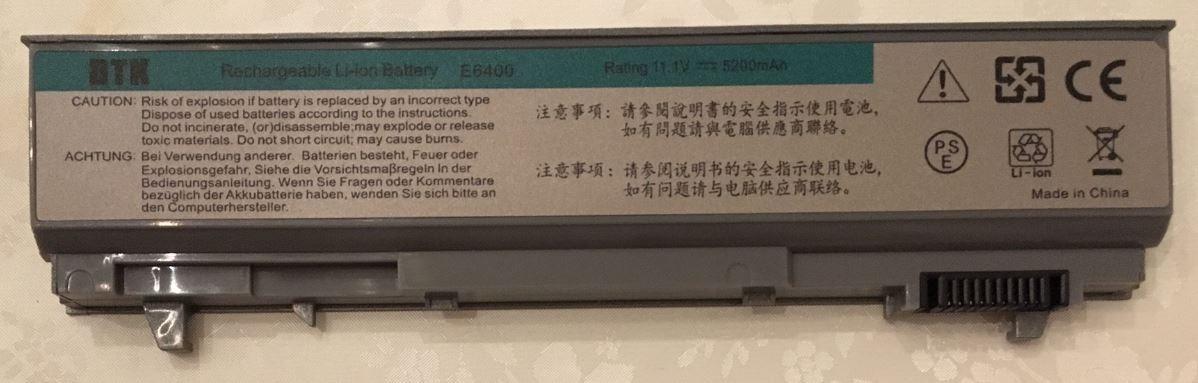 DTK Rechargeable Li-ion Battery E6400 Rating 11.1V 5200mAh
CAUTION: Risk of explosion if battery is replaced by an incorrect type
Dispose of used batteries according to the instructions.
Do not incinerate, (or)disassemble;may explode or release
toxic materials. Do not short circuit; may cause burns.
ACHTUNG: Bei Verwendung anderer. Batterien besteht, Feuer oder
Explosionsgefahr, Siehe die Vorsichtsmaβregeln In der
Bedienungsanleitung. Wenn Sie Fragen oder Kommentare
bezüglich der Akkubatterie haben, wenden Sie sich bitte an
den Computerhersteller.
注意事項：請參閱說明書的安全指示使用電池，
如有問題請與電腦供應商聯絡。
注意事项：请参阅说明书的安全指示使用电池，
如有问题请与电脑供应商联络。
CE
PS
E
Li-ion
Made in China